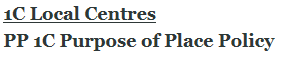 1C Local Centres
PP 1C Purpose of Place Policy